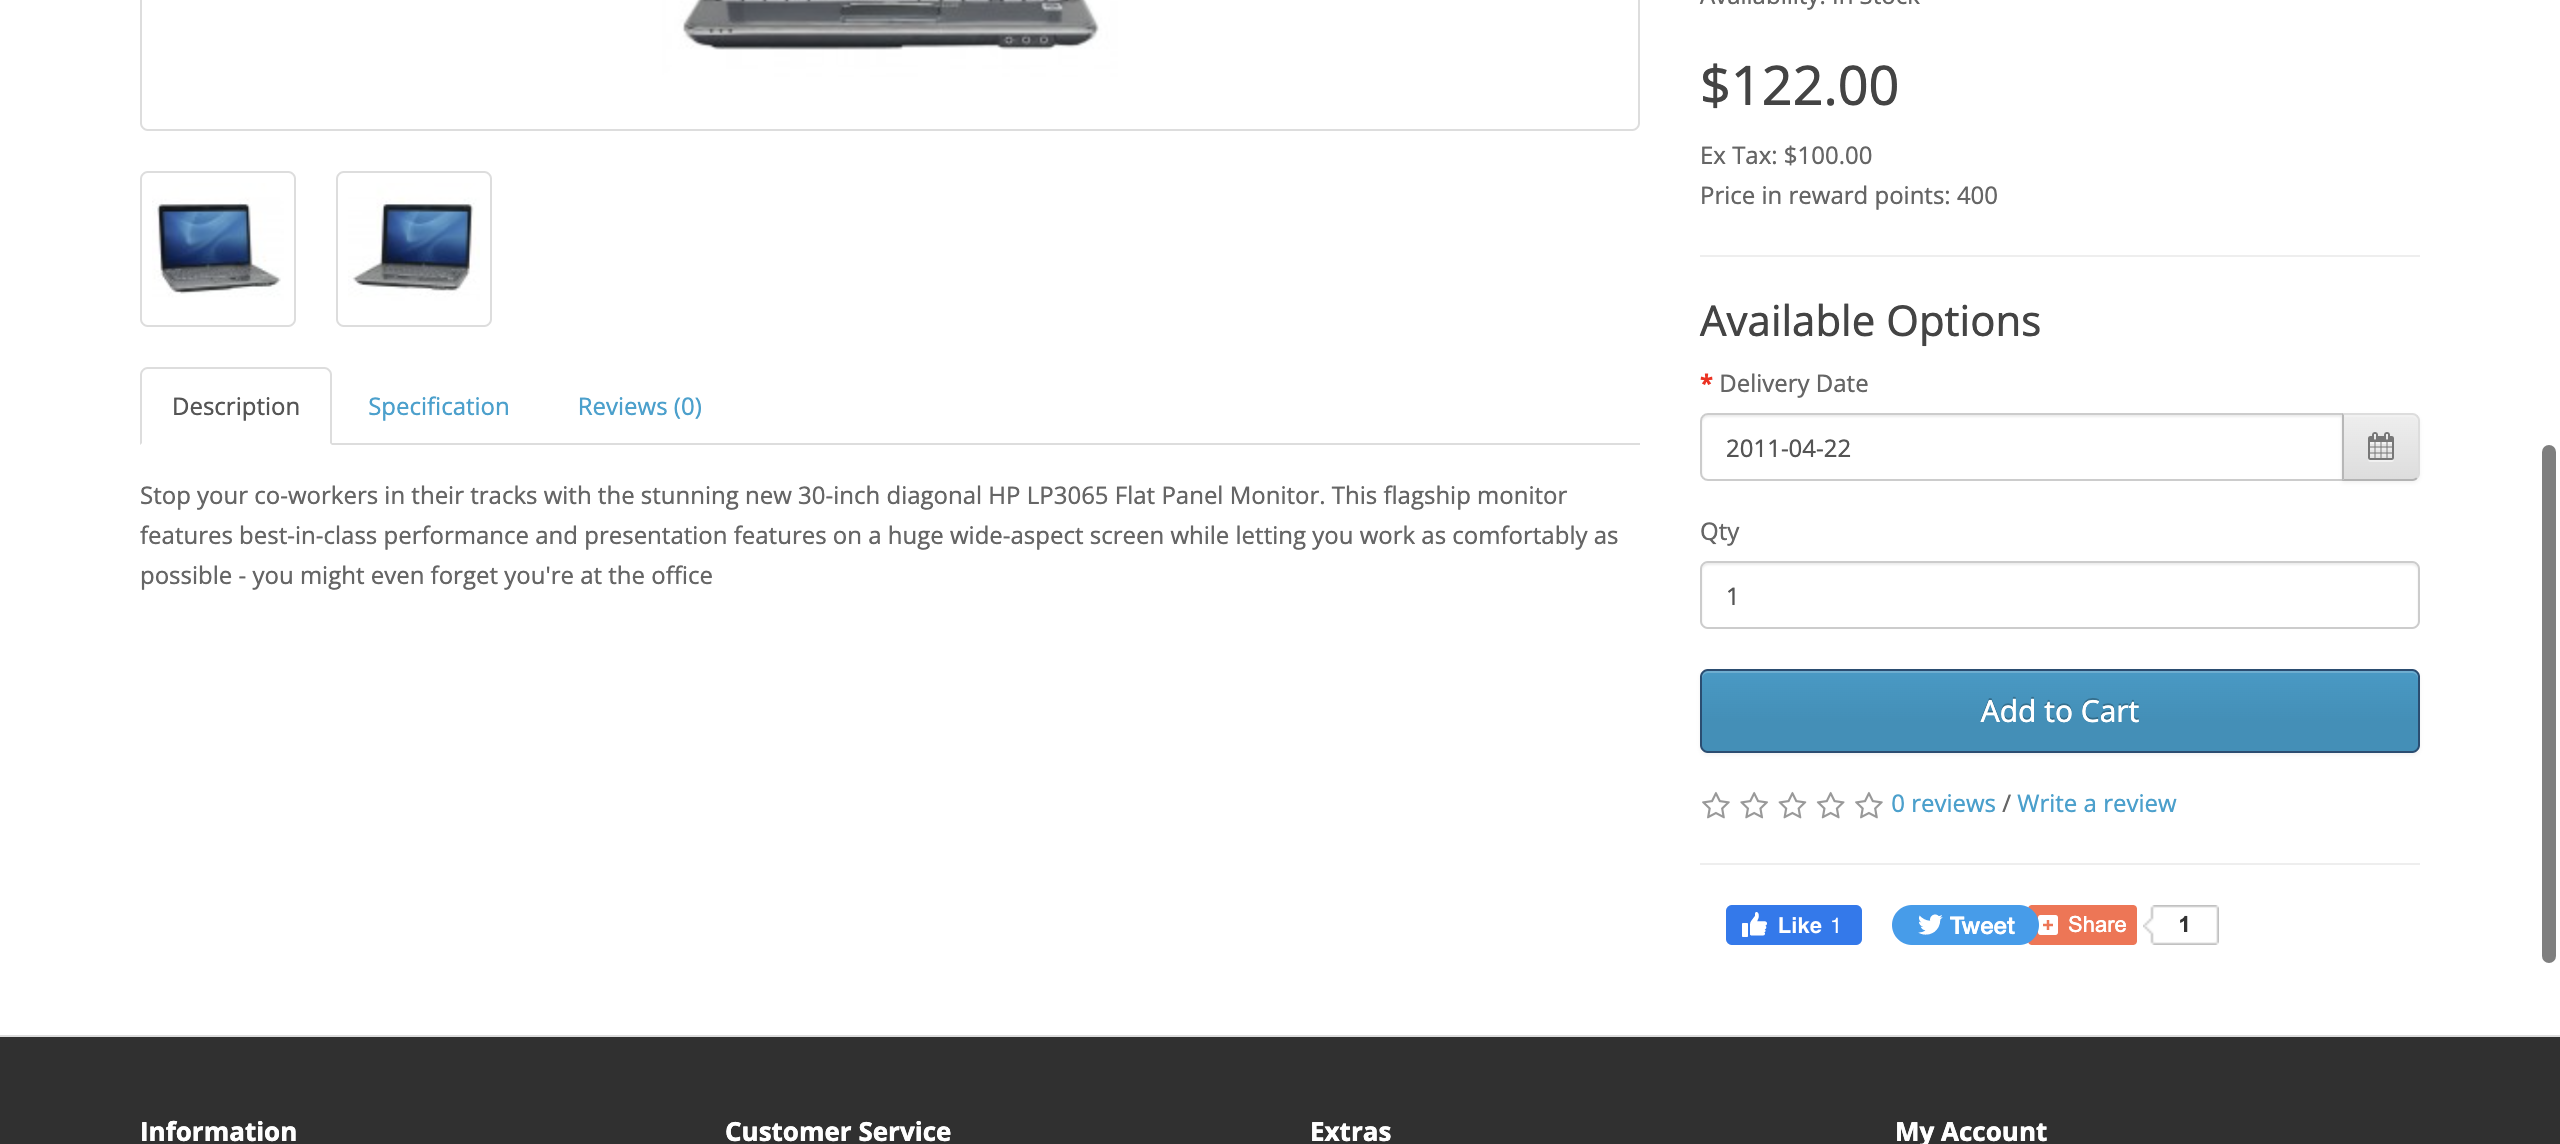 Availability: In Stock
$122.00
Ex Tax: $100.00
Price in reward points: 400
Available Options
* Delivery Date
2011-04-22
Qty
1
Add to Cart
0 reviews / Write a review
Like 1
Tweet
Share
1
Description
Specification
Reviews (0)
Stop your co-workers in their tracks with the stunning new 30-inch diagonal HP LP3065 Flat Panel Monitor. This flagship monitor
features best-in-class performance and presentation features on a huge wide-aspect screen while letting you work as comfortably as
possible - you might even forget you're at the office
Information
Customer Service
Extras
My Account